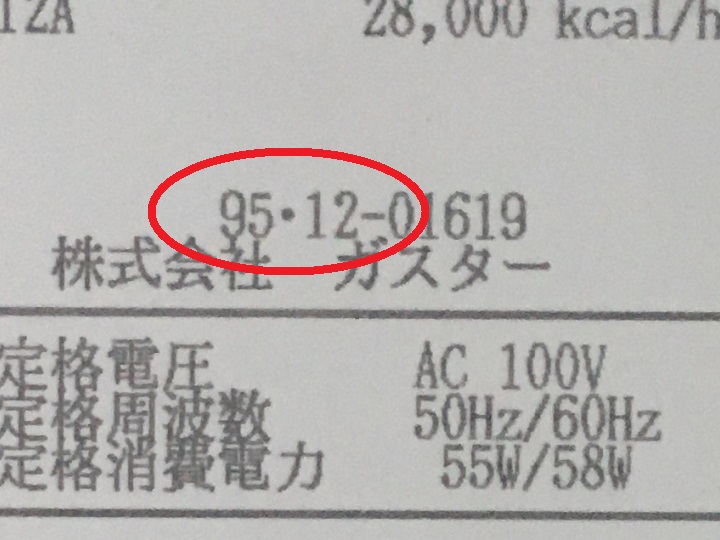 12A 28,000 kcal/h
95・12-01619
株式会社 ガスター
定格電圧 AC 100V
定格周波数 50Hz/60Hz
定格消費電力 55W/58W